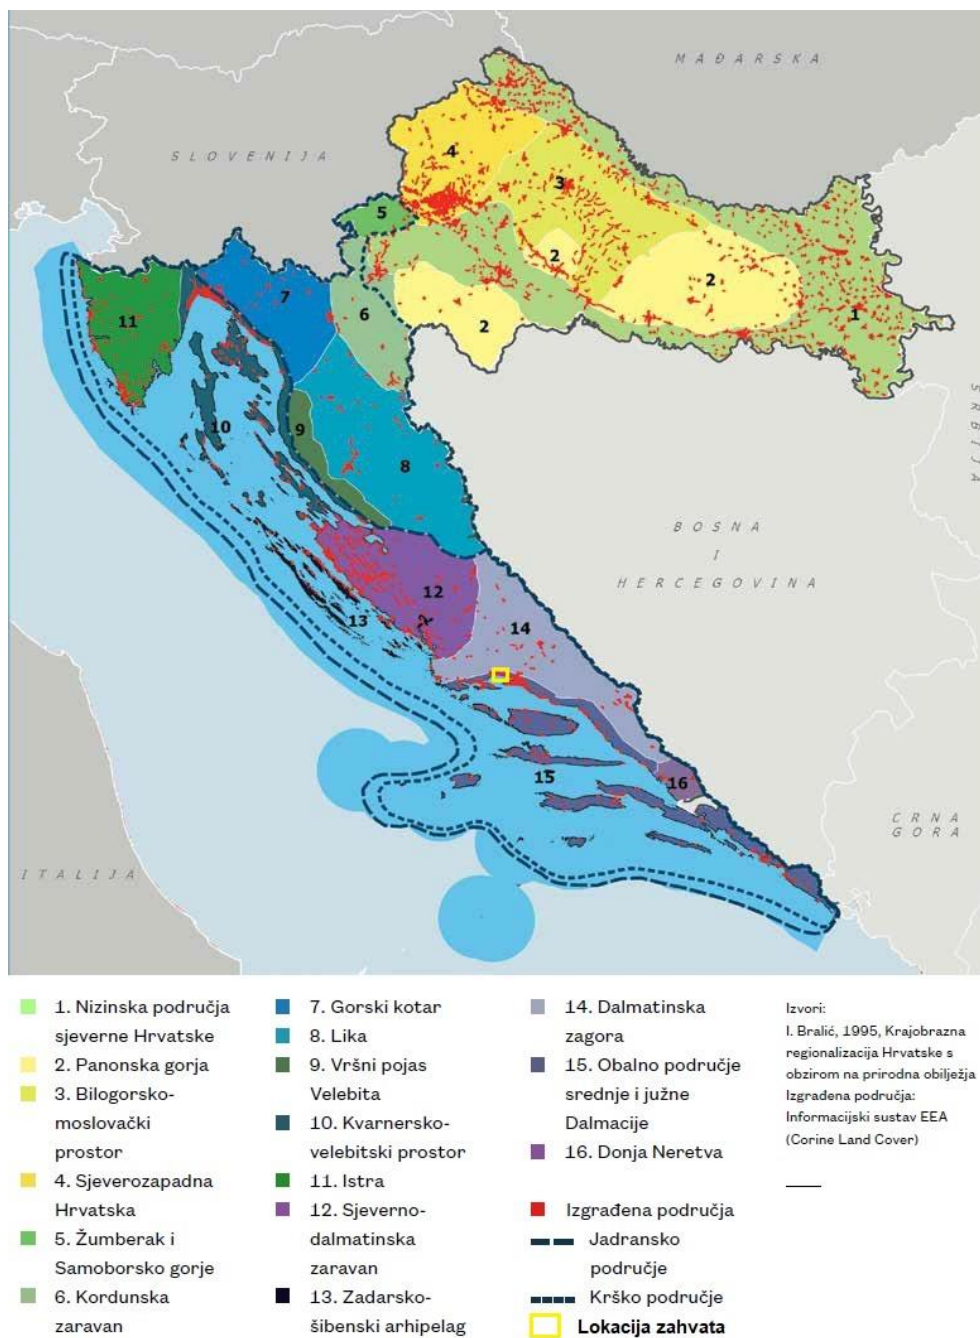 MAĐARSKA
SLOVENIJA
4
3
5
2
2
1
7
6
2
11
SRBIJA
10
9
8
BOSNA
I
HERCEGOVINA
12
12
13
14
15
16
CRNA
GORA
ITALIJA
1. Nizinska područja
sjeverne Hrvatske
2. Panonska gorja
3. Bilogorsko-
moslovački
prostor
4. Sjeverozapadna
Hrvatska
5. Žumberak i
Samoborsko gorje
6. Kordunska
zaravan
7. Gorski kotar
8. Lika
9. Vršni pojas
Velebita
10. Kvarnersko-
velebitski prostor
11. Istra
12. Sjeverno-
dalmatinska
zaravan
13. Zadarsko-
šibenski arhipelag
14. Dalmatinska
zagora
15. Obalno područje
srednje i južne
Dalmacije
16. Donja Neretva
Izgrađena područja
Jadransko
područje
Krško područje
Lokacija zahvata
Izvori:
I. Bralić, 1995, Krajobrazna
regionalizacija Hrvatske s
obzirom na prirodna obilježja
Izgrađena područja:
Informacijski sustav EEA
(Corine Land Cover)